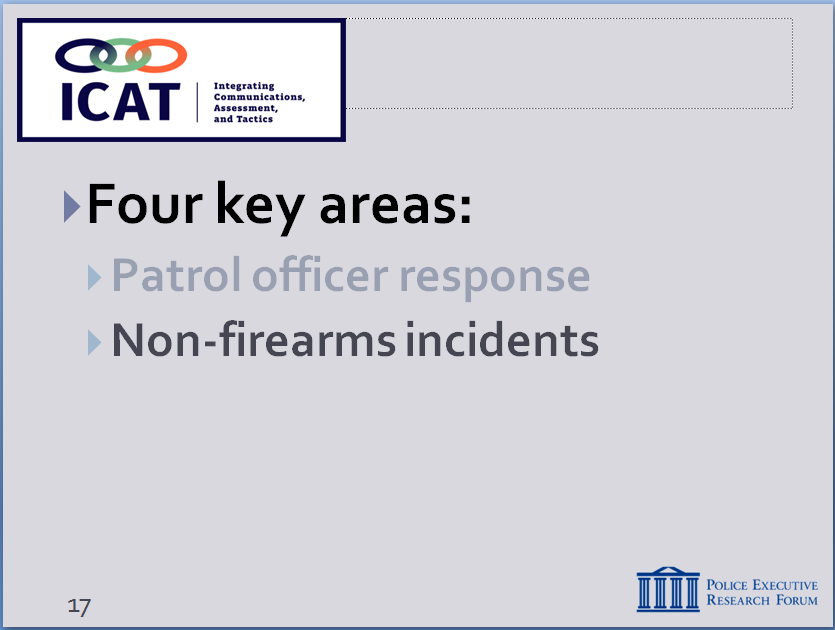 ICAT
Integrating
Communications,
Assessment,
and Tactics
Four key areas:
Patrol officer response
Non-firearms incidents
17
POLICE EXECUTIVE
RESEARCH FORUM